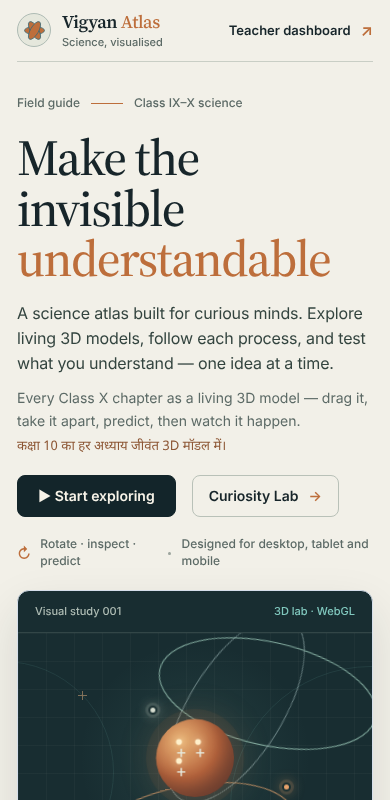 Vigyan Atlas
Science, visualised
Teacher dashboard ↗
Field guide — Class IX–X science
Make the
invisible
understandable
A science atlas built for curious minds. Explore
living 3D models, follow each process, and test
what you understand — one idea at a time.
Every Class X chapter as a living 3D model — drag it,
take it apart, predict, then watch it happen.
कक्षा 10 का हर अध्याय जीवंत 3D मॉडल में।
▶ Start exploring
Curiosity Lab →
Rotate · inspect ·
predict
Designed for desktop, tablet and
mobile
Visual study 001
3D lab · WebGL